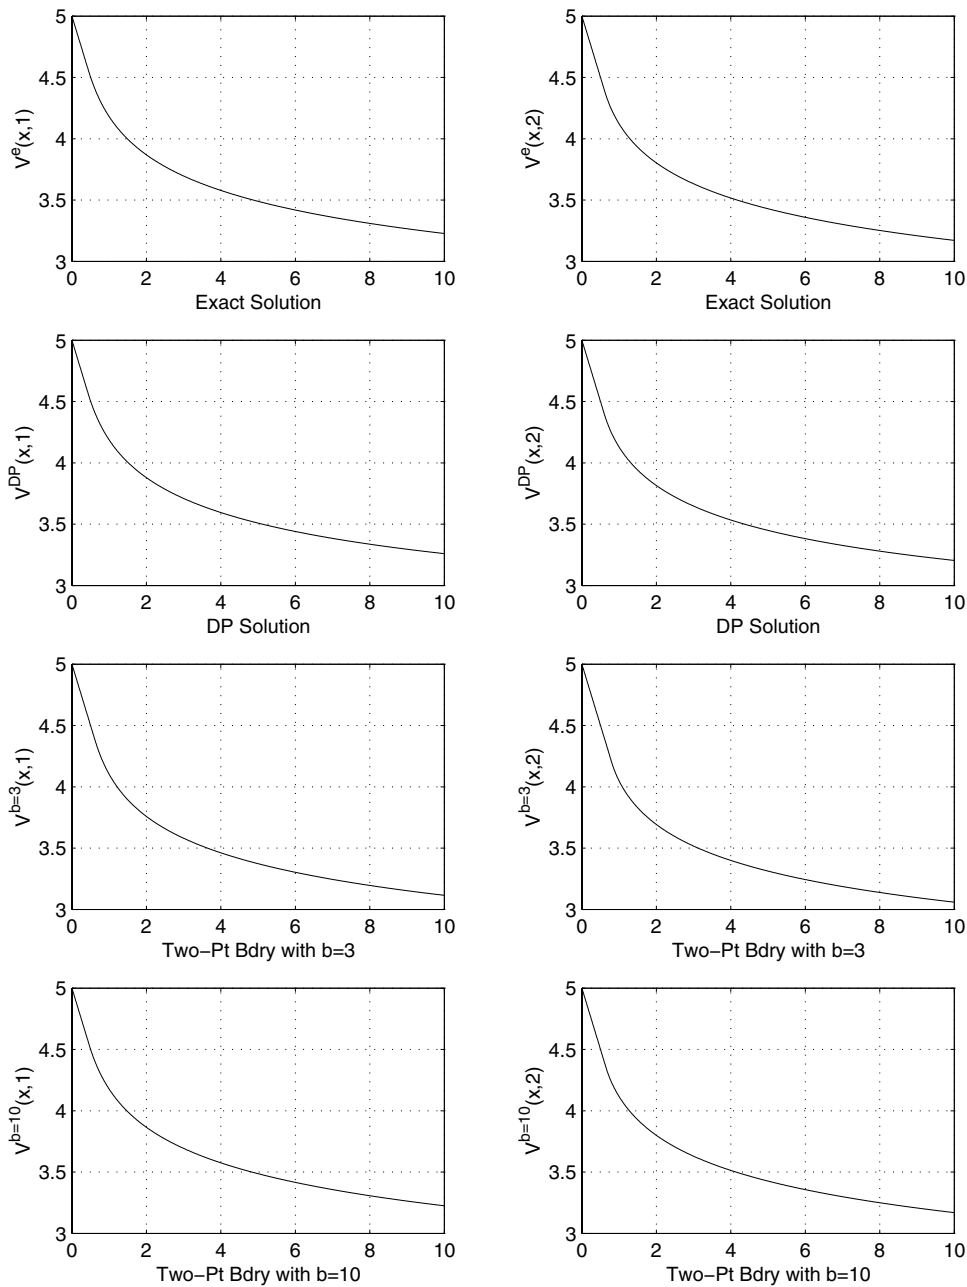 5
4.5
4
3.5
3
V^e(x,1)
0 2 4 6 8 10
Exact Solution
5
4.5
4
3.5
3
V^e(x,2)
0 2 4 6 8 10
Exact Solution
5
4.5
4
3.5
3
V^DP(x,1)
0 2 4 6 8 10
DP Solution
5
4.5
4
3.5
3
V^DP(x,2)
0 2 4 6 8 10
DP Solution
5
4.5
4
3.5
3
V^b=3(x,1)
0 2 4 6 8 10
Two−Pt Bdry with b=3
5
4.5
4
3.5
3
V^b=3(x,2)
0 2 4 6 8 10
Two−Pt Bdry with b=3
5
4.5
4
3.5
3
V^b=10(x,1)
0 2 4 6 8 10
Two−Pt Bdry with b=10
5
4.5
4
3.5
3
V^b=10(x,2)
0 2 4 6 8 10
Two−Pt Bdry with b=10